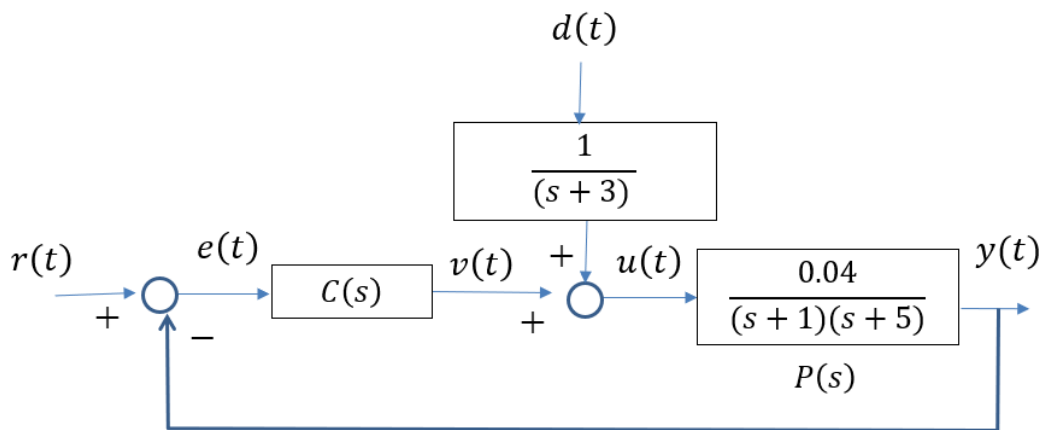 d(t)
1
(s + 3)
r(t)
+
−
e(t)
C(s)
v(t)
+
+
u(t)
0.04
(s + 1)(s + 5)
P(s)
y(t)